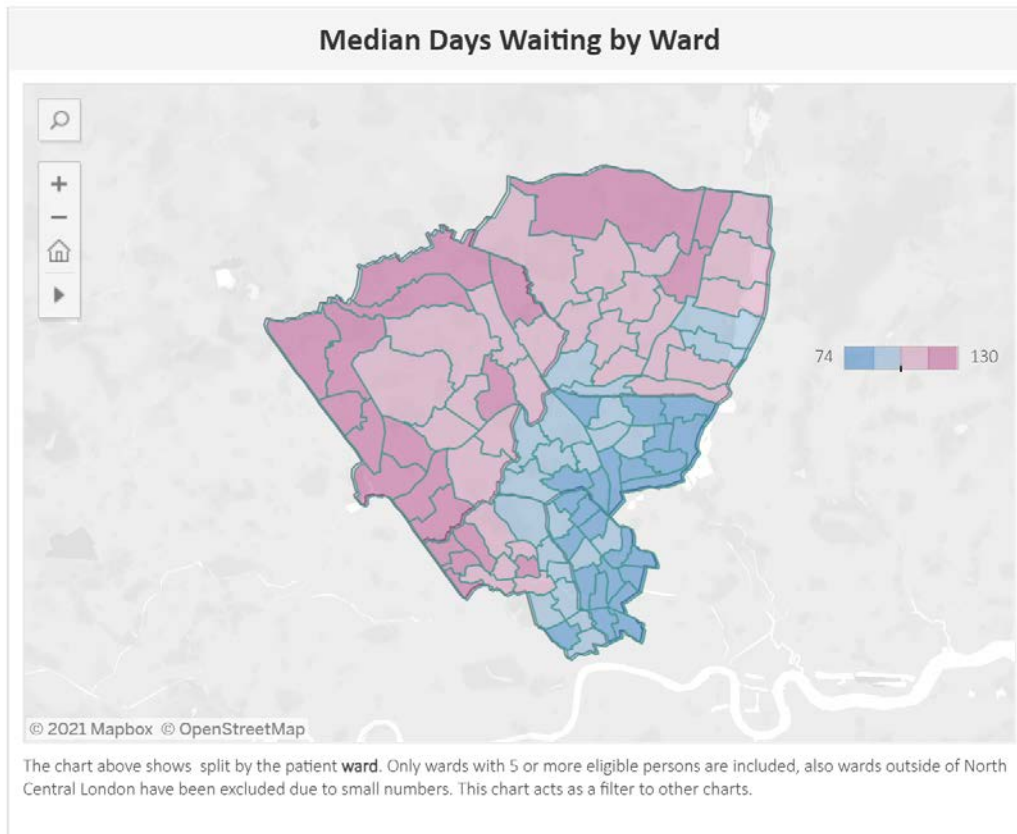 Median Days Waiting by Ward
+
−
74
130
© 2021 Mapbox © OpenStreetMap
The chart above shows split by the patient ward. Only wards with 5 or more eligible persons are included, also wards outside of North
Central London have been excluded due to small numbers. This chart acts as a filter to other charts.